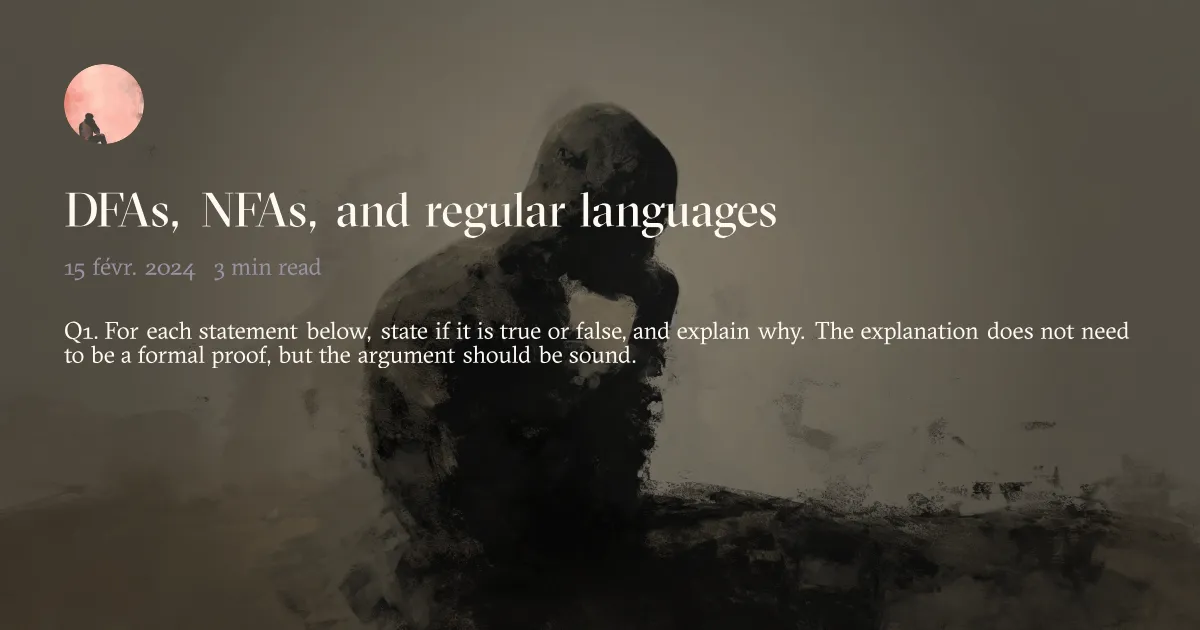 DFAs, NFAs, and regular languages
15 févr. 2024 3 min read
Q1. For each statement below, state if it is true or false, and explain why. The explanation does not need
to be a formal proof, but the argument should be sound.